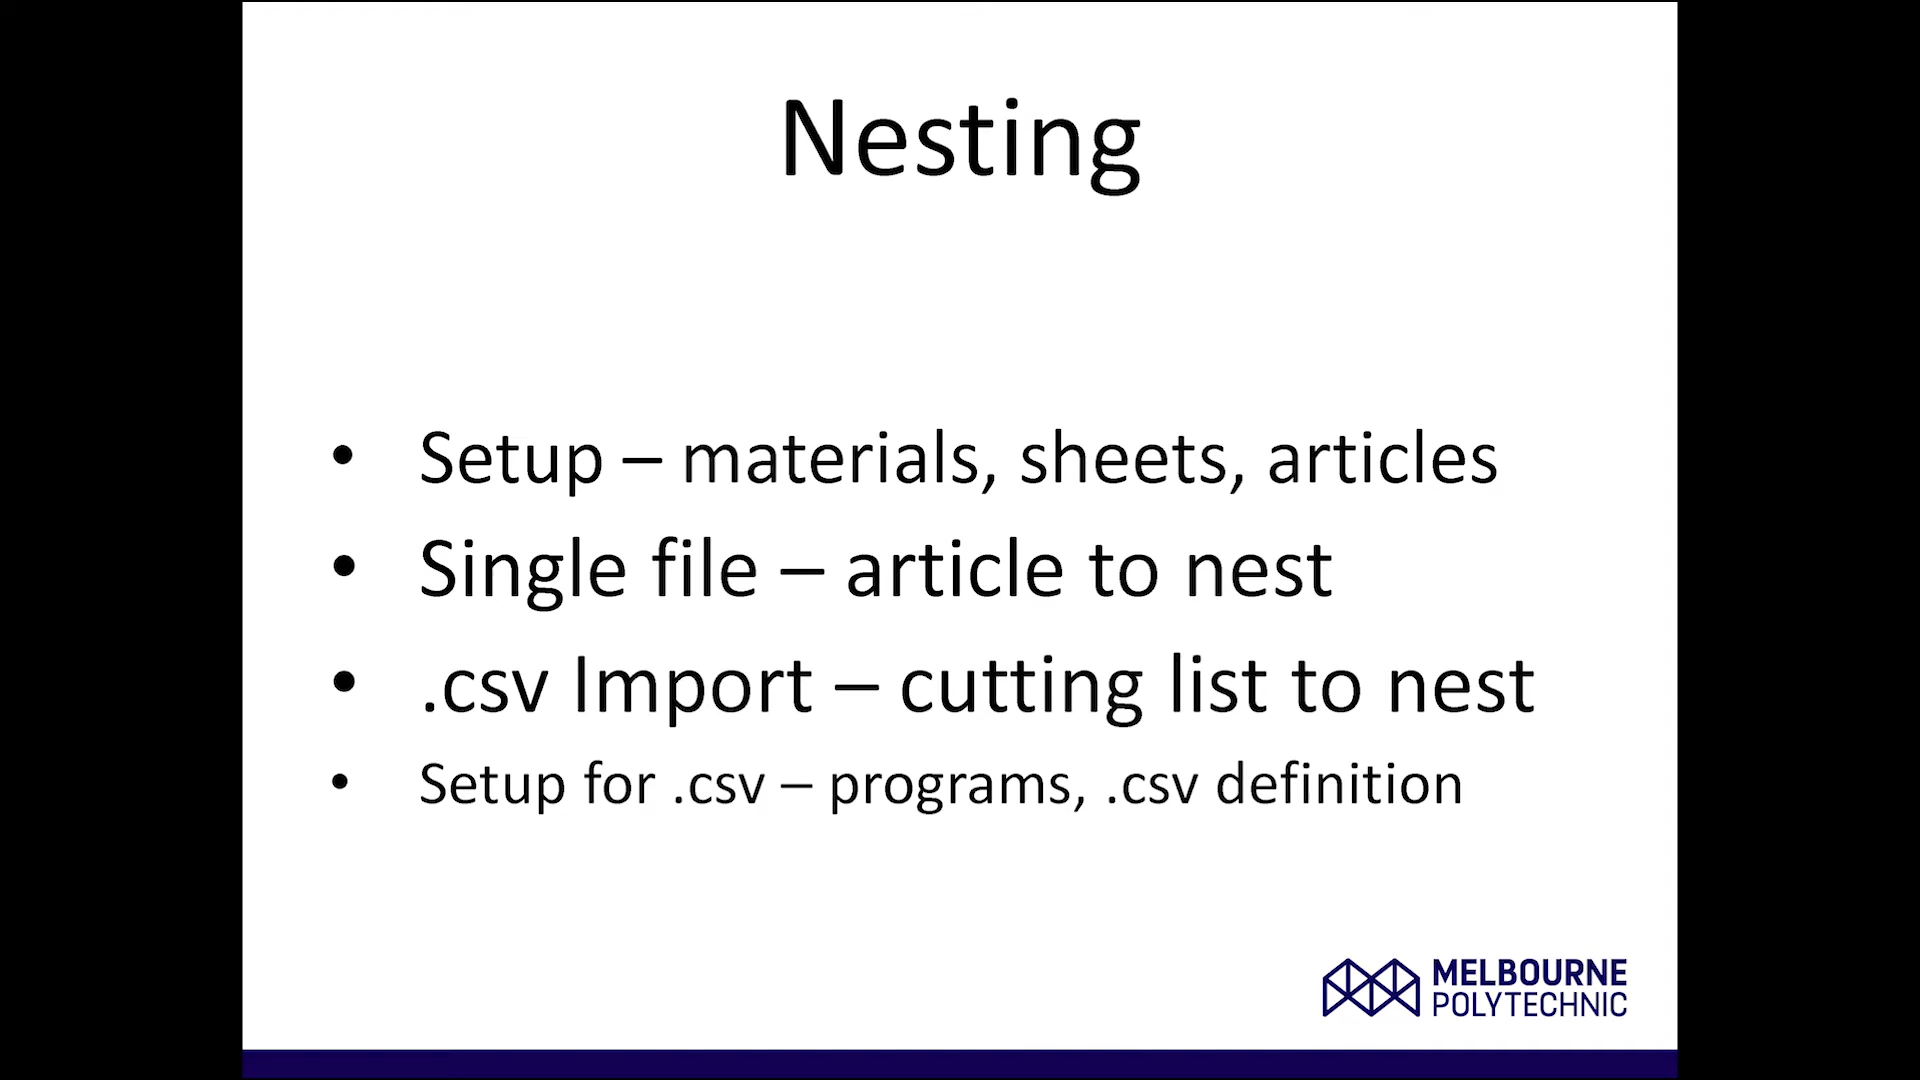 Nesting
• Setup – materials, sheets, articles
• Single file – article to nest
• .csv Import – cutting list to nest
• Setup for .csv – programs, .csv definition
MELBOURNE
POLYTECHNIC